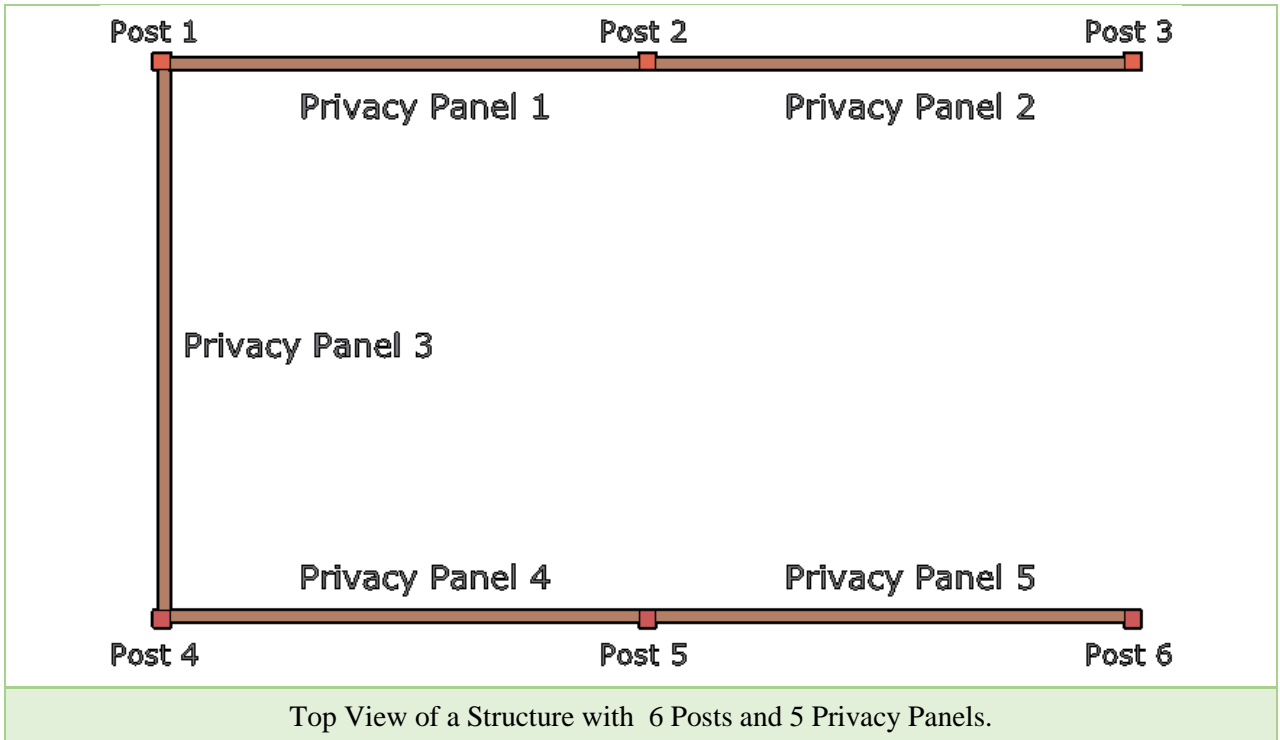 Post 1 Post 2 Post 3
Privacy Panel 1 Privacy Panel 2
Privacy Panel 3
Privacy Panel 4 Privacy Panel 5
Post 4 Post 5 Post 6
Top View of a Structure with  6 Posts and 5 Privacy Panels.